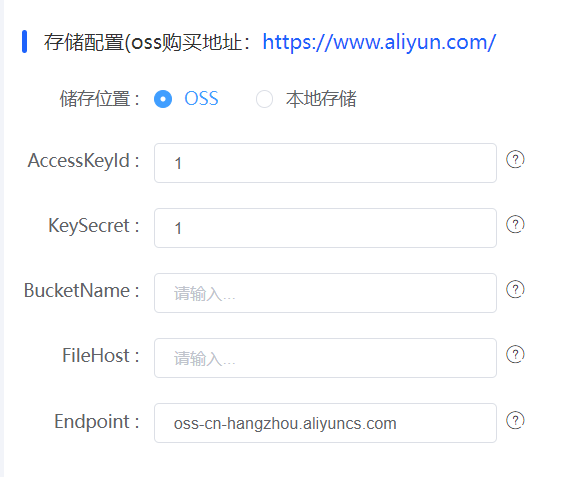 存储配置(oss购买地址：https://www.aliyun.com/
储存位置： OSS 本地存储
AccessKeyId： 1 ?
KeySecret： 1 ?
BucketName： 请输入... ?
FileHost： 请输入... ?
Endpoint： oss-cn-hangzhou.aliyuncs.com ?